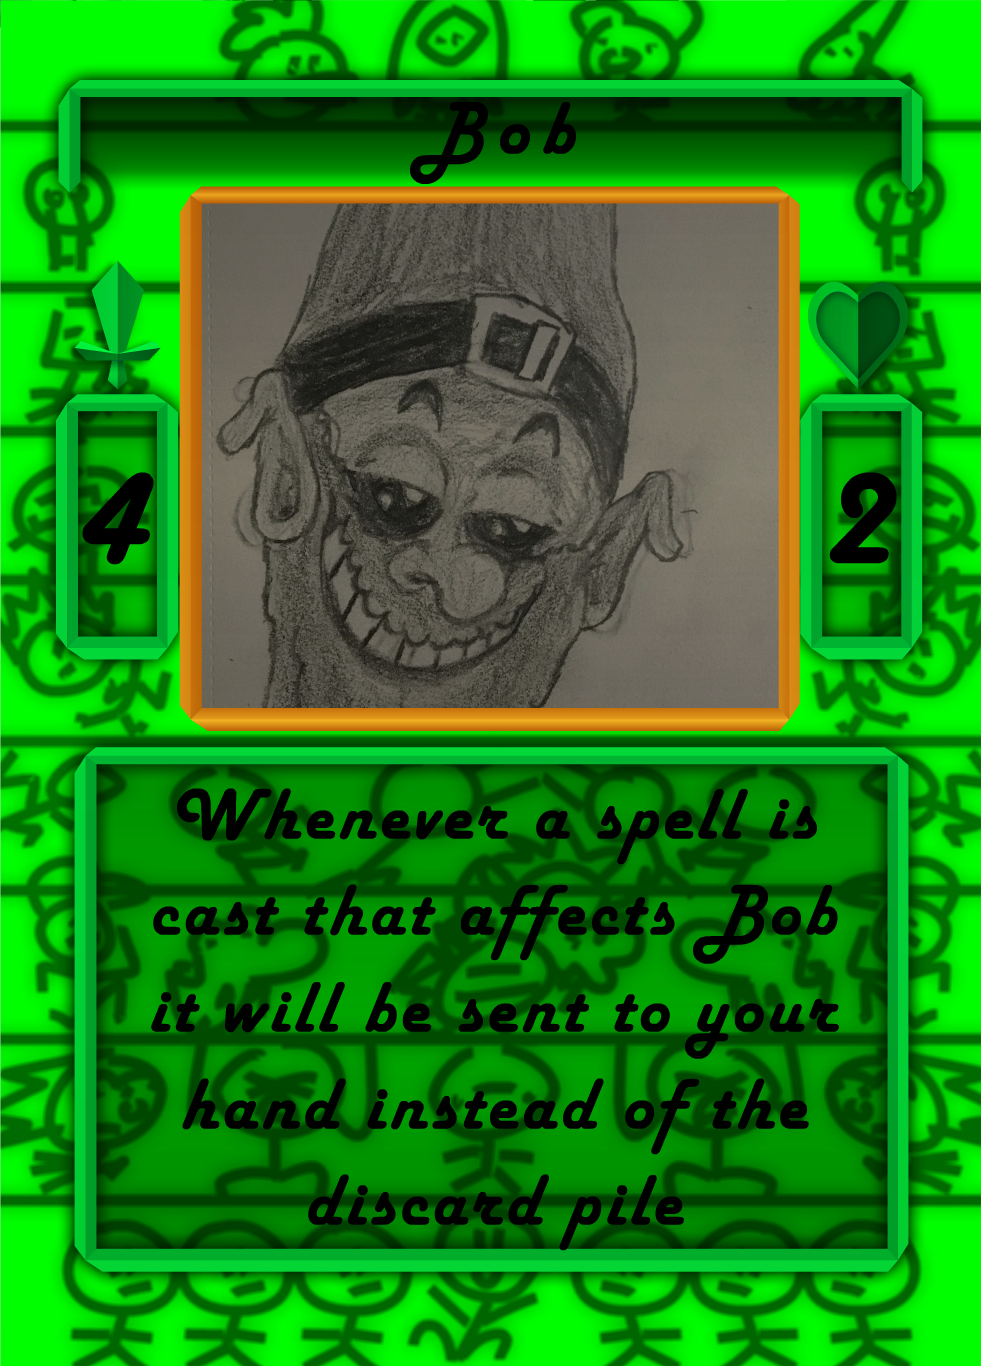 Bob
4
2
Whenever a spell is
cast that affects Bob
it will be sent to your
hand instead of the
discard pile